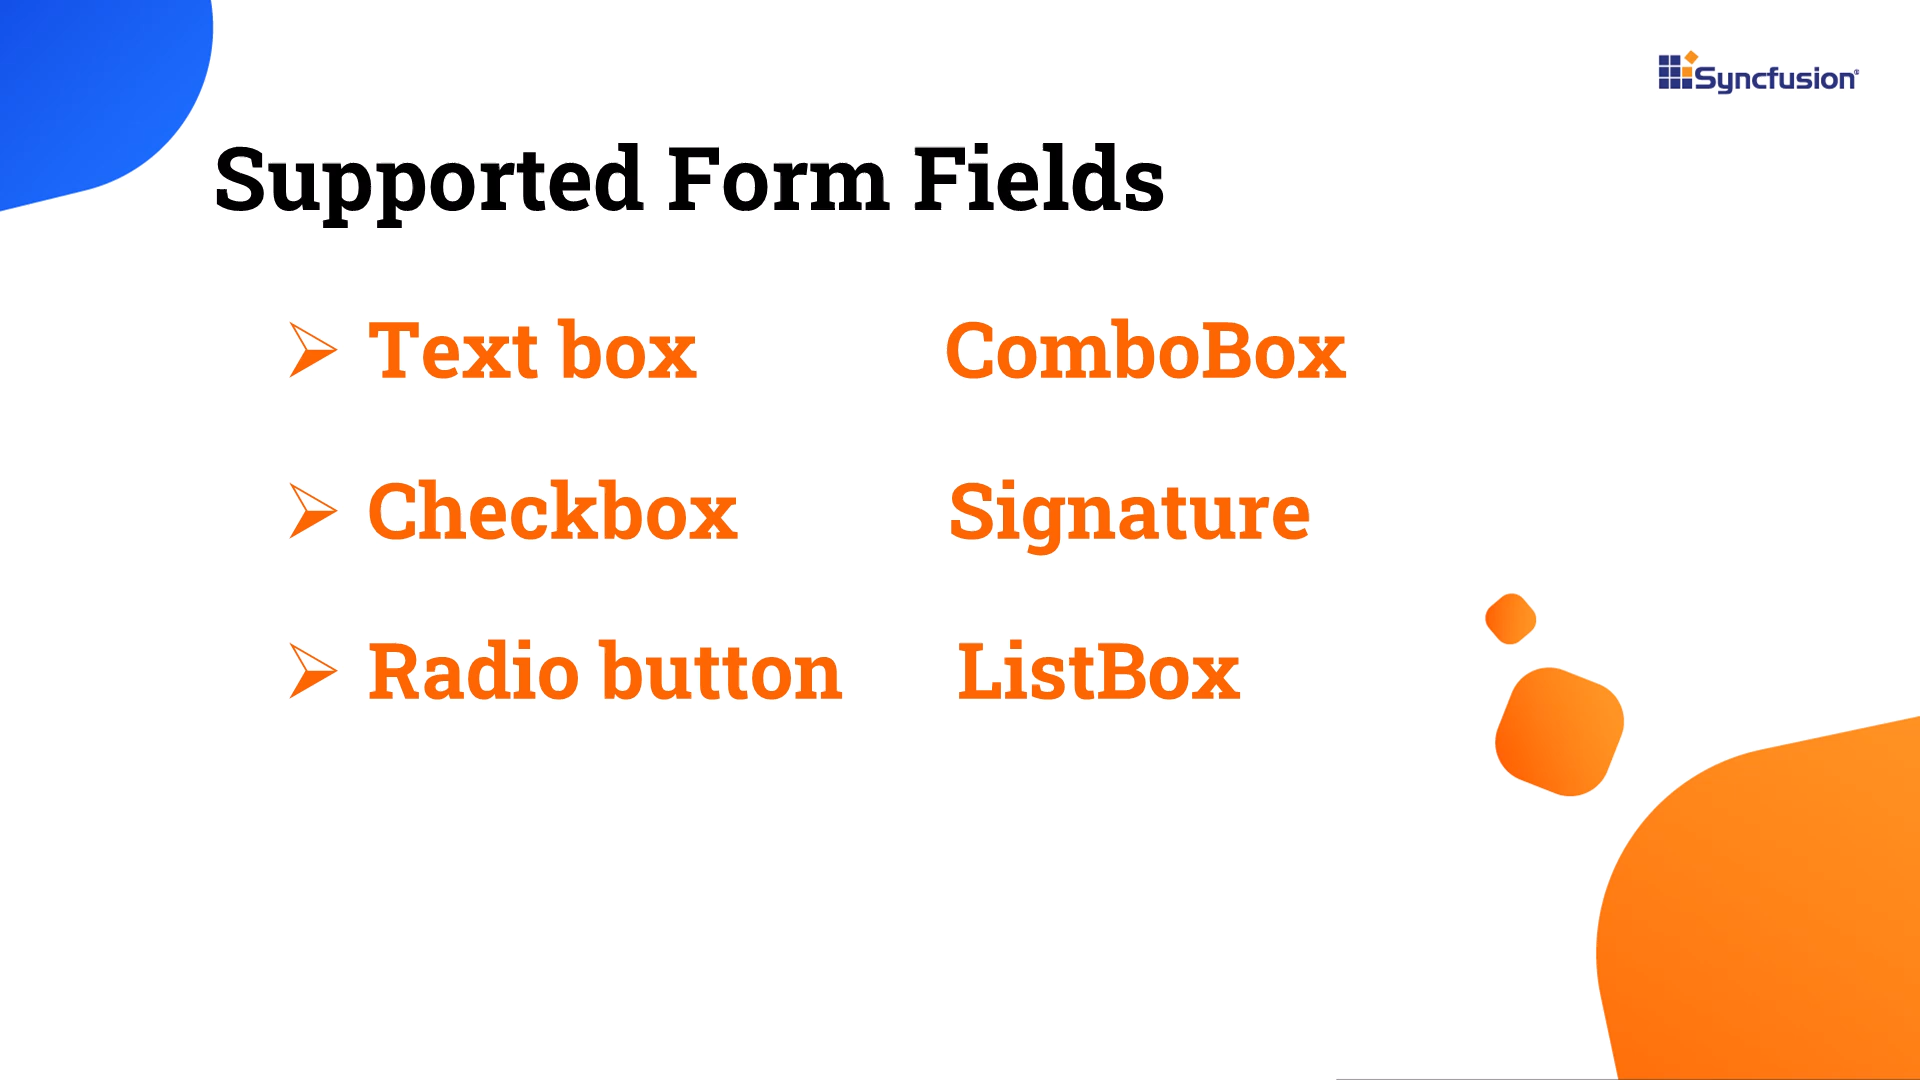 Syncfusion®
Supported Form Fields
➢ Text box ComboBox
➢ Checkbox Signature
➢ Radio button ListBox